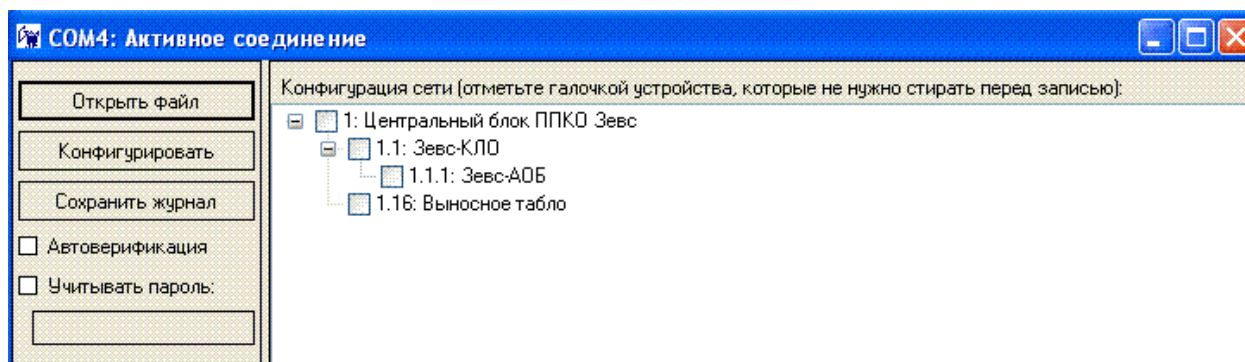 COM4: Активное соединение
Открыть файл
Конфигурировать
Сохранить журнал
Автоверификация
Учитывать пароль:
Конфигурация сети (отметьте галочкой устройства, которые не нужно стирать перед записью):
1: Центральный блок ППКО Зевс
1.1: Зевс-КЛО
1.1.1: Зевс-АОБ
1.16: Выносное табло